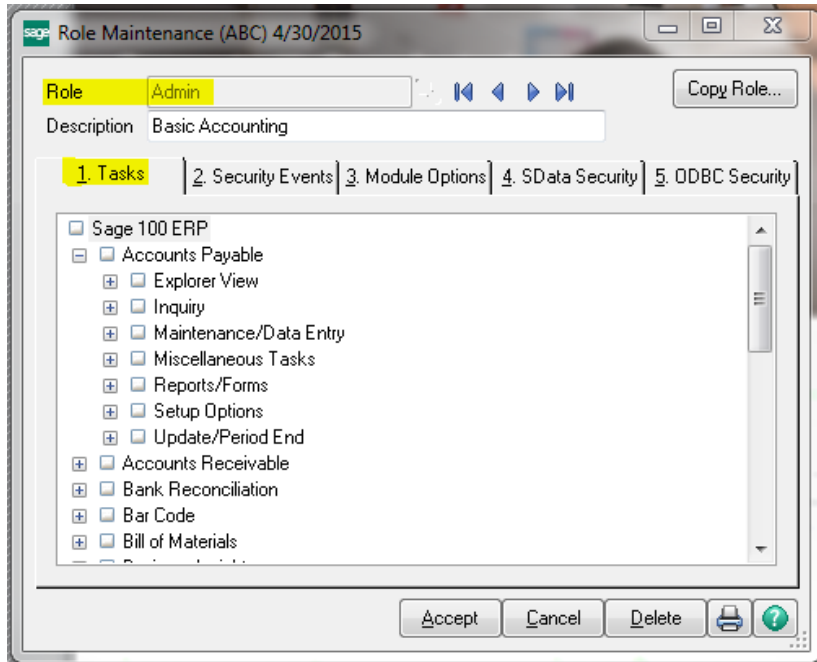 sage Role Maintenance (ABC) 4/30/2015
Role Admin Copy Role...
Description Basic Accounting
1. Tasks 2. Security Events 3. Module Options 4. SData Security 5. ODBC Security
Sage 100 ERP
Accounts Payable
Explorer View
Inquiry
Maintenance/Data Entry
Miscellaneous Tasks
Reports/Forms
Setup Options
Update/Period End
Accounts Receivable
Bank Reconciliation
Bar Code
Bill of Materials
Accept Cancel Delete ?